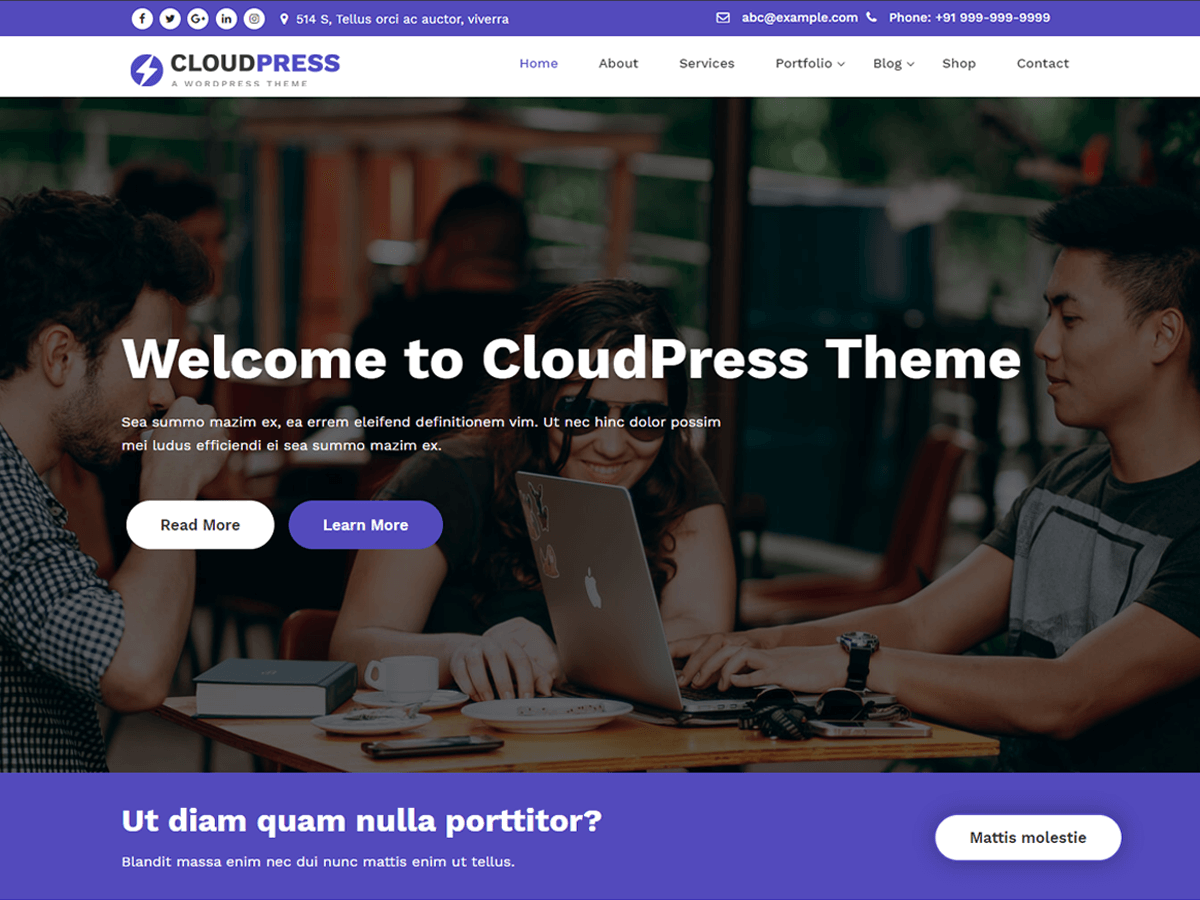 514 S, Tellus orci ac auctor, viverra
abc@example.com
Phone: +91 999-999-9999
CLOUDPRESS
A WORDPRESS THEME
Home
About
Services
Portfolio
Blog
Shop
Contact
Welcome to CloudPress Theme
Sea summo mazim ex, ea errem eleifend definitionem vim. Ut nec hinc dolor possim
mei ludus efficiendi ei sea summo mazim ex.
Read More
Learn More
Ut diam quam nulla porttitor?
Blandit massa enim nec dui nunc mattis enim ut tellus.
Mattis molestie